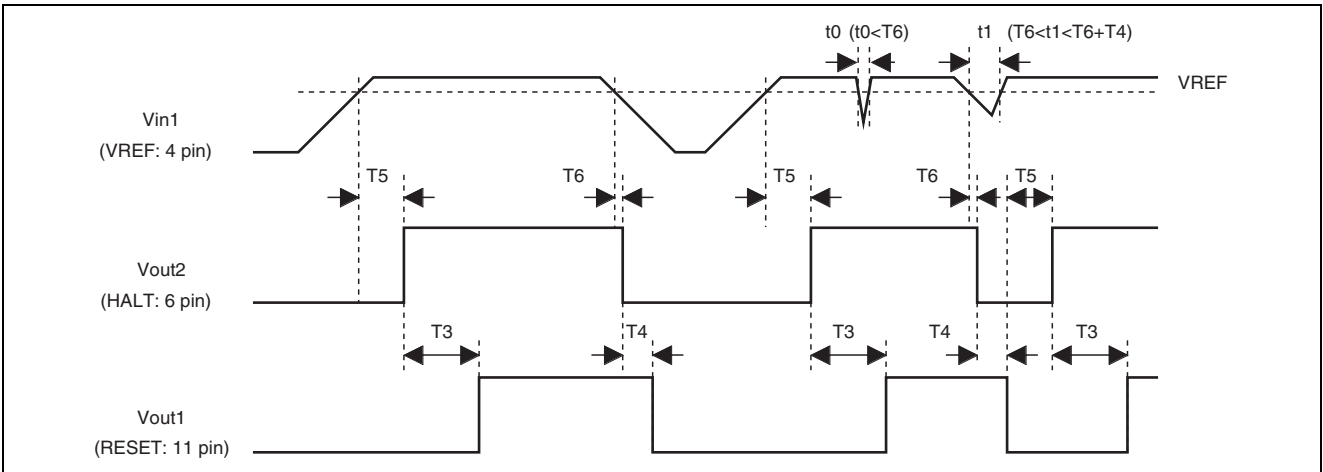 t0 (t0<T6)
t1 (T6<t1<T6+T4)
VREF
Vin1
(VREF: 4 pin)
T5
T6
T5
T6
T5
Vout2
(HALT: 6 pin)
T3
T4
T3
T4
T3
Vout1
(RESET: 11 pin)